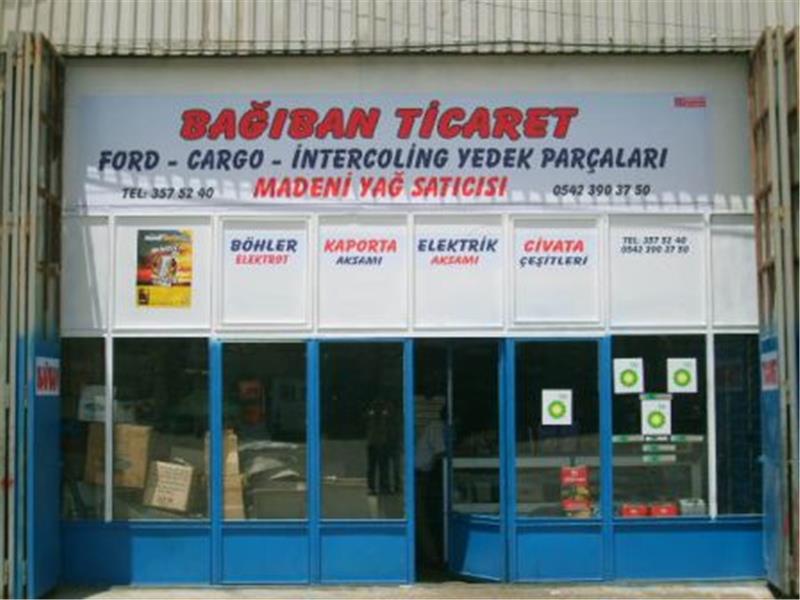 BAĞIBAN TİCARET
FORD - CARGO - İNTERCOLİNG YEDEK PARÇALARI
TEL: 357 52 40
MADENİ YAĞ SATICISI
0542 390 37 50
BÖHLER
ELEKTROT
KAPORTA
AKSAMI
ELEKTRİK
AKSAMI
CİVATA
ÇEŞİTLERİ
TEL: 357 52 40
0542 390 37 50